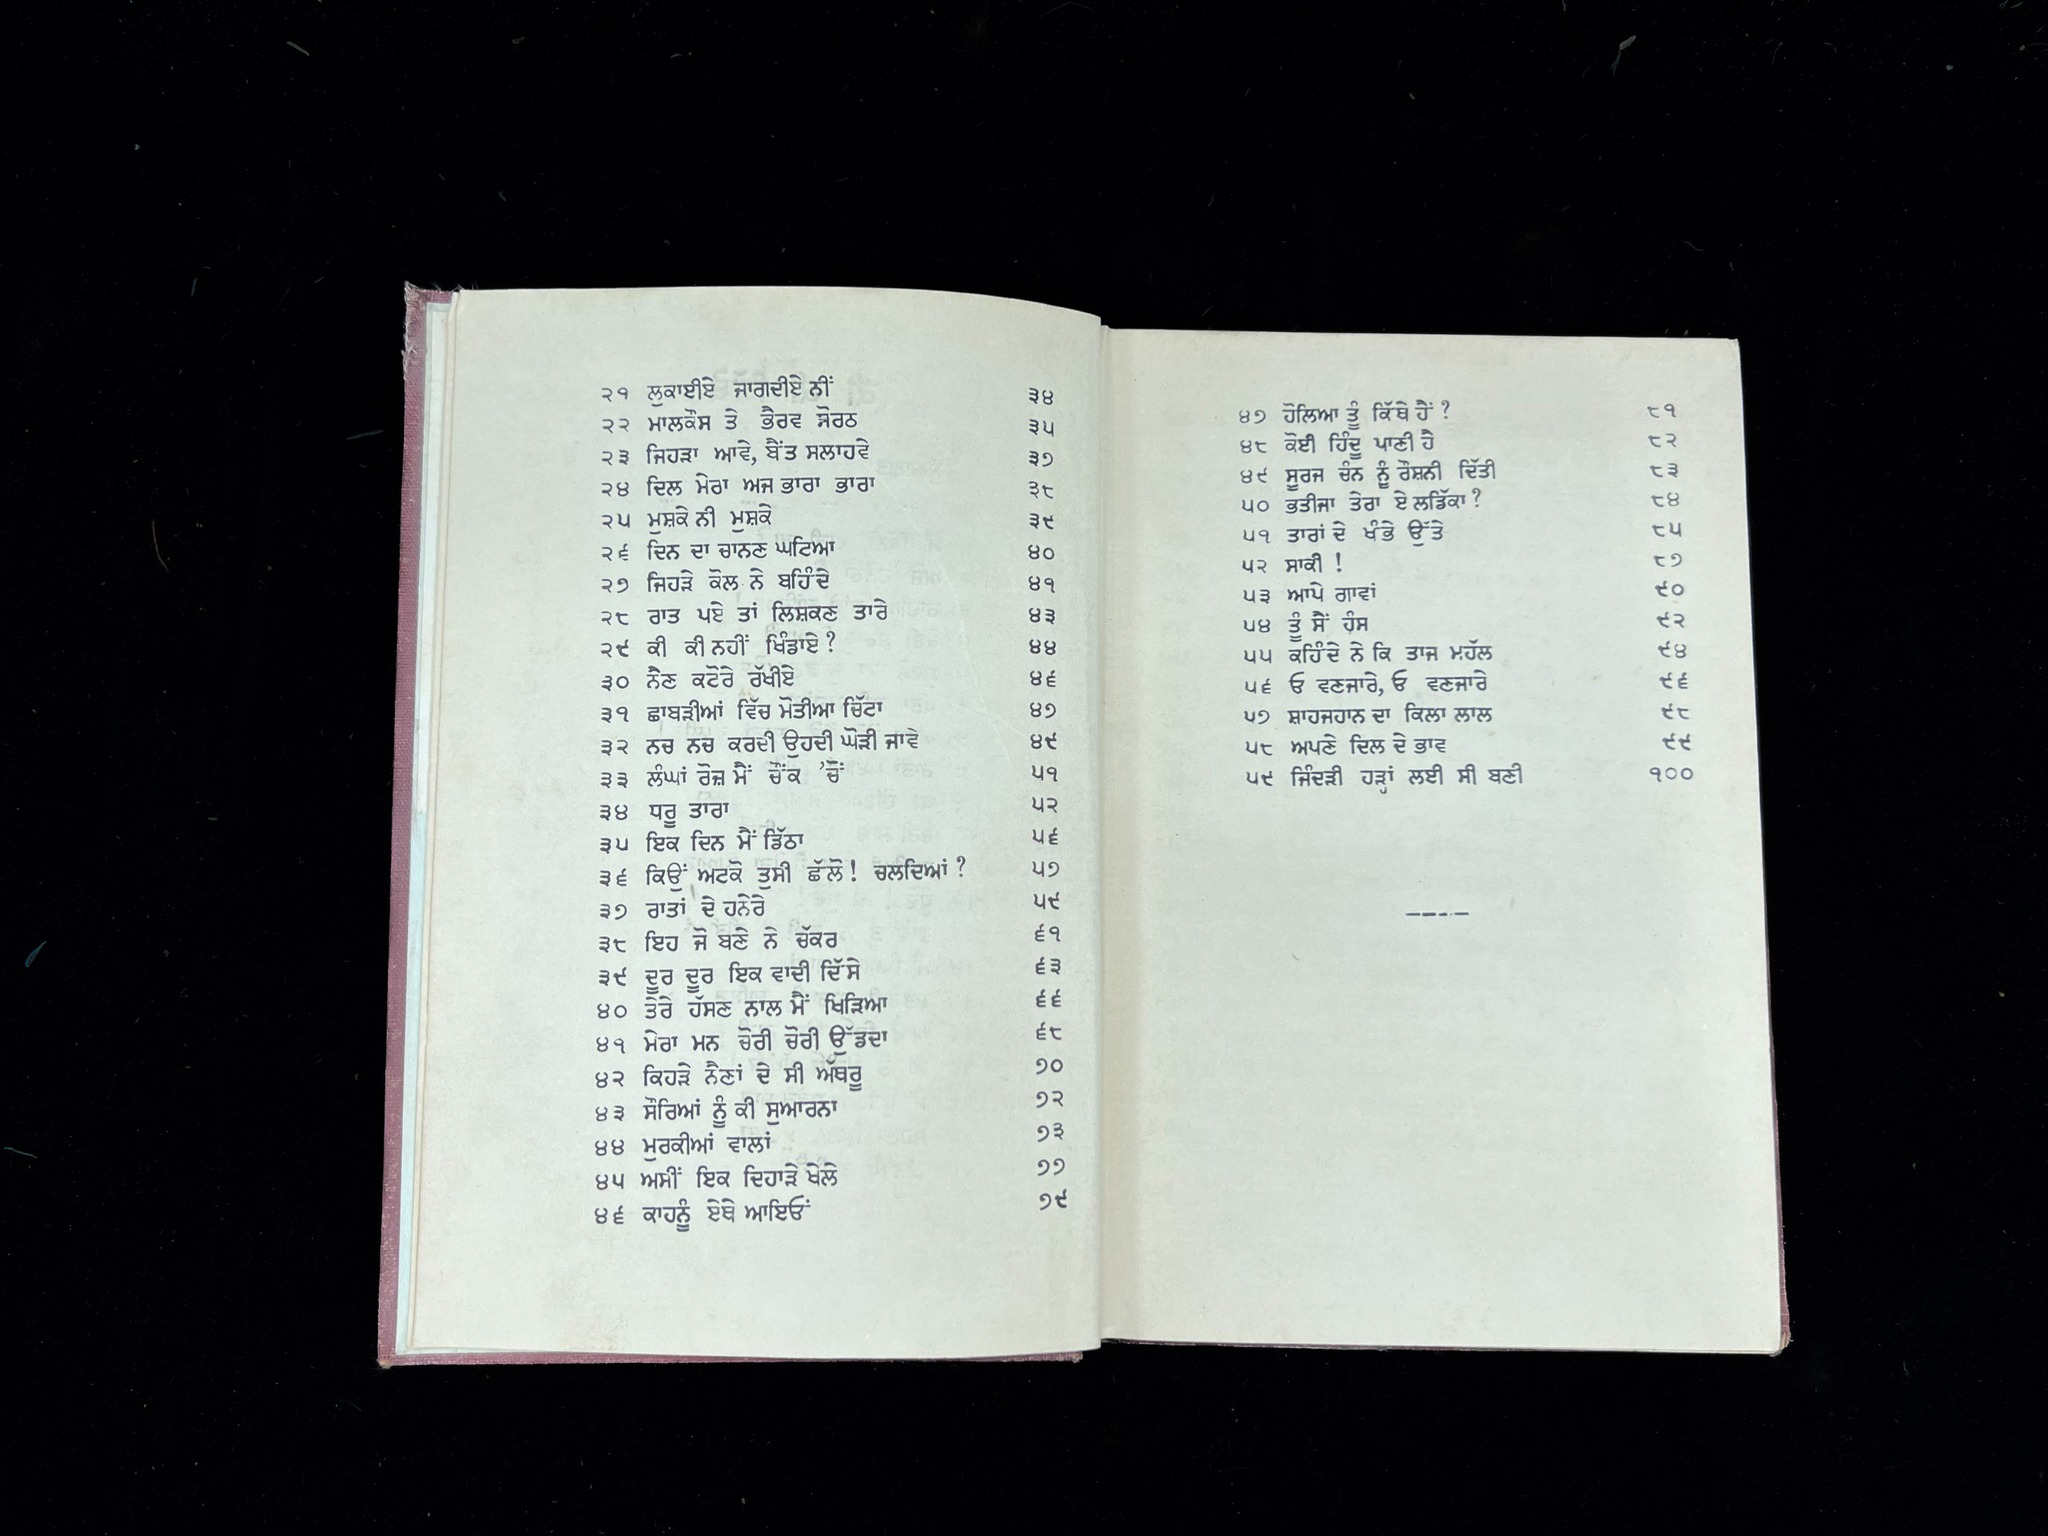 ੨੧ ਲੁਕਾਈਏ ਜਾਗਦੀਏ ਨੀਂ ੩੪
੨੨ ਮਾਲਕੌਸ ਤੇ ਭੈਰਵ ਸੋਰਠ ੩੫
੨੩ ਜਿਹੜਾ ਆਵੇ, ਬੈਂਤ ਸਲਾਹਵੇ ੩੭
੨੪ ਦਿਲ ਮੇਰਾ ਅਜ ਭਾਰਾ ਭਾਰਾ ੩੮
੨੫ ਮੁਸ਼ਕੇ ਨੀ ਮੁਸ਼ਕੇ ੩੯
੨੬ ਦਿਨ ਦਾ ਚਾਨਣ ਘਟਿਆ ੪੦
੨੭ ਜਿਹੜੇ ਕੋਲ ਨੇ ਬਹਿੰਦੇ ੪੧
੨੮ ਰਾਤ ਪਏ ਤਾਂ ਲਿਸ਼ਕਣ ਤਾਰੇ ੪੩
੨੯ ਕੀ ਕੀ ਨਹੀਂ ਖਿੰਡਾਏ ? ੪੪
੩੦ ਨੈਣ ਕਟੋਰੇ ਰੱਖੀਏ ੪੬
੩੧ ਛਾਬੜੀਆਂ ਵਿੱਚ ਮੋਤੀਆ ਚਿੱਟਾ ੪੭
੩੨ ਨਚ ਨਚ ਕਰਦੀ ਉਹਦੀ ਘੋੜੀ ਜਾਵੇ ੪੯
੩੩ ਲੰਘਾਂ ਰੋਜ਼ ਮੈਂ ਚੌਂਕ 'ਚੋਂ ੫੧
੩੪ ਧਰੂ ਤਾਰਾ ੫੨
੩੫ ਇਕ ਦਿਨ ਮੈਂ ਡਿੱਠਾ ੫੬
੩੬ ਕਿਉਂ ਅਟਕੋ ਤੁਸੀ ਛੱਲੋ ! ਚਲਦਿਆਂ ? ੫੭
੩੭ ਰਾਤਾਂ ਦੇ ਹਨੇਰੇ ੫੯
੩੮ ਇਹ ਜੋ ਬਣੇ ਨੇ ਚੱਕਰ ੬੧
੩੯ ਦੂਰ ਦੂਰ ਇਕ ਵਾਦੀ ਦਿੱਸੇ ੬੩
੪੦ ਤੇਰੇ ਹੱਸਣ ਨਾਲ ਮੈਂ ਖਿੜਿਆ ੬੬
੪੧ ਮੇਰਾ ਮਨ ਚੋਰੀ ਚੋਰੀ ਉੱਡਦਾ ੬੮
੪੨ ਕਿਹੜੇ ਨੈਣਾਂ ਦੇ ਸੀ ਅੱਥਰੂ ੭੦
੪੩ ਸੌਰਿਆਂ ਨੂੰ ਕੀ ਸੁਆਰਨਾ ੭੨
੪੪ ਮੁਰਕੀਆਂ ਵਾਲਾਂ ੭੩
੪੫ ਅਸੀਂ ਇਕ ਦਿਹਾੜੇ ਖੇਲੇ ੭੭
੪੬ ਕਾਹਨੂੰ ਏਥੇ ਆਇਓਂ ੭੯
੪੭ ਹੋਲਿਆ ਤੂੰ ਕਿੱਥੇ ਹੈਂ ? ੮੧
੪੮ ਕੋਈ ਹਿੰਦੂ ਪਾਣੀ ਹੈ ੮੨
੪੯ ਸੂਰਜ ਚੰਨ ਨੂੰ ਰੌਸ਼ਨੀ ਦਿੱਤੀ ੮੩
੫੦ ਭਤੀਜਾ ਤੇਰਾ ਏ ਲਡਿੱਕਾ ? ੮੪
੫੧ ਤਾਰਾਂ ਦੇ ਖੰਭੇ ਉੱਤੇ ੮੫
੫੨ ਸਾਕੀ ! ੮੭
੫੩ ਆਪੇ ਗਾਵਾਂ ੯੦
੫੪ ਤੂੰ ਸੈਂ ਹੰਸ ੯੨
੫੫ ਕਹਿੰਦੇ ਨੇ ਕਿ ਤਾਜ ਮਹੱਲ ੯੪
੫੬ ਓ ਵਣਜਾਰੇ, ਓ ਵਣਜਾਰੇ ੯੬
੫੭ ਸ਼ਾਹਜਹਾਨ ਦਾ ਕਿਲਾ ਲਾਲ ੯੮
੫੮ ਅਪਣੇ ਦਿਲ ਦੇ ਭਾਵ ੯੯
੫੯ ਜਿੰਦੜੀ ਹੜ੍ਹਾਂ ਲਈ ਸੀ ਬਣੀ ੧੦੦